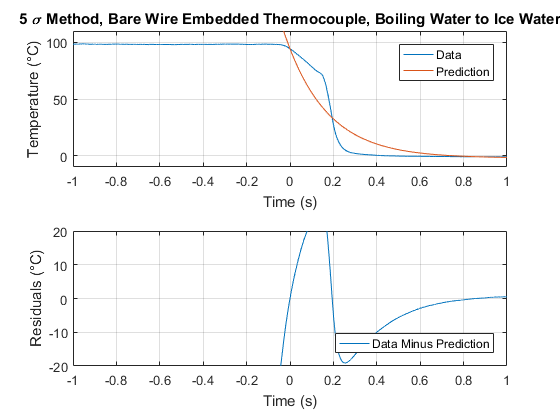 5 σ Method, Bare Wire Embedded Thermocouple, Boiling Water to Ice Water
Temperature (°C)
100
50
0
Data
Prediction
-1 -0.8 -0.6 -0.4 -0.2 0 0.2 0.4 0.6 0.8 1
Time (s)
Residuals (°C)
20
10
0
-10
-20
Data Minus Prediction
-1 -0.8 -0.6 -0.4 -0.2 0 0.2 0.4 0.6 0.8 1
Time (s)